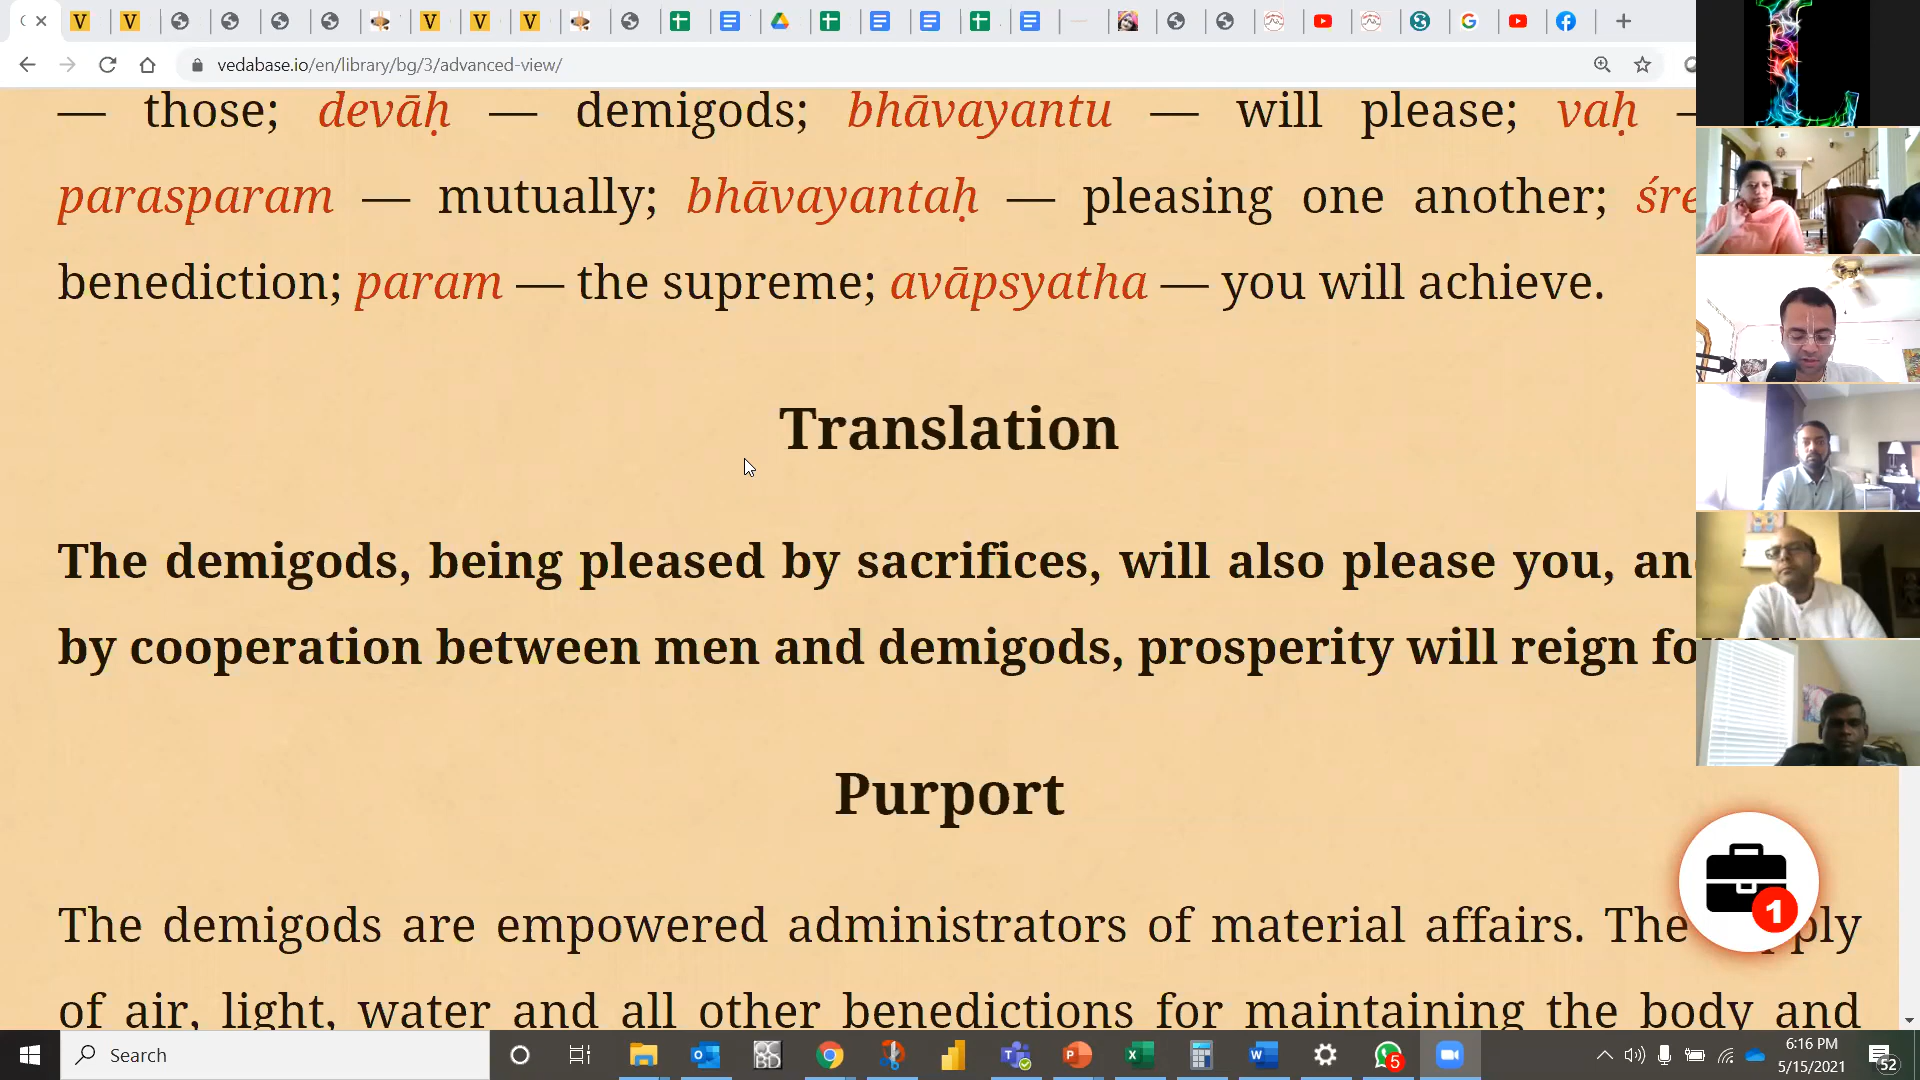 vedabase.io/en/library/bg/3/advanced-view/
— those; devāḥ — demigods; bhāvayantu — will please; vaḥ —
parasparam — mutually; bhāvayantaḥ — pleasing one another;
benediction; param — the supreme; avāpsyatha — you will achieve.
Translation
The demigods, being pleased by sacrifices, will also please you,
by cooperation between men and demigods, prosperity will reign
Purport
The demigods are empowered administrators of material affairs. The
of air, light, water and all other benedictions for maintaining the body and
1
Search
5
6:16 PM
5/15/2021
52